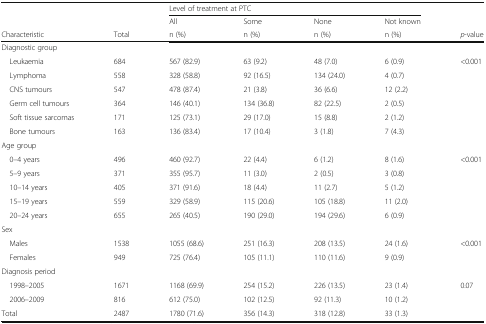 Level of treatment at PTC
All Some None Not known
Characteristic Total n (%) n (%) n (%) n (%) p-value
Diagnostic group
Leukaemia 684 567 (82.9) 63 (9.2) 48 (7.0) 6 (0.9) <0.001
Lymphoma 558 328 (58.8) 92 (16.5) 134 (24.0) 4 (0.7)
CNS tumours 547 478 (87.4) 21 (3.8) 36 (6.6) 12 (2.2)
Germ cell tumours 364 146 (40.1) 134 (36.8) 82 (22.5) 2 (0.5)
Soft tissue sarcomas 171 125 (73.1) 29 (17.0) 15 (8.8) 2 (1.2)
Bone tumours 163 136 (83.4) 17 (10.4) 3 (1.8) 7 (4.3)
Age group
0–4 years 496 460 (92.7) 22 (4.4) 6 (1.2) 8 (1.6) <0.001
5–9 years 371 355 (95.7) 11 (3.0) 2 (0.5) 3 (0.8)
10–14 years 405 371 (91.6) 18 (4.4) 11 (2.7) 5 (1.2)
15–19 years 559 329 (58.9) 115 (20.6) 105 (18.8) 11 (2.0)
20–24 years 655 265 (40.5) 190 (29.0) 194 (29.6) 6 (0.9)
Sex
Males 1538 1055 (68.6) 251 (16.3) 208 (13.5) 24 (1.6) <0.001
Females 949 725 (76.4) 105 (11.1) 110 (11.6) 9 (0.9)
Diagnosis period
1998–2005 1671 1168 (69.9) 254 (15.2) 226 (13.5) 23 (1.4) 0.07
2006–2009 816 612 (75.0) 102 (12.5) 92 (11.3) 10 (1.2)
Total 2487 1780 (71.6) 356 (14.3) 318 (12.8) 33 (1.3)